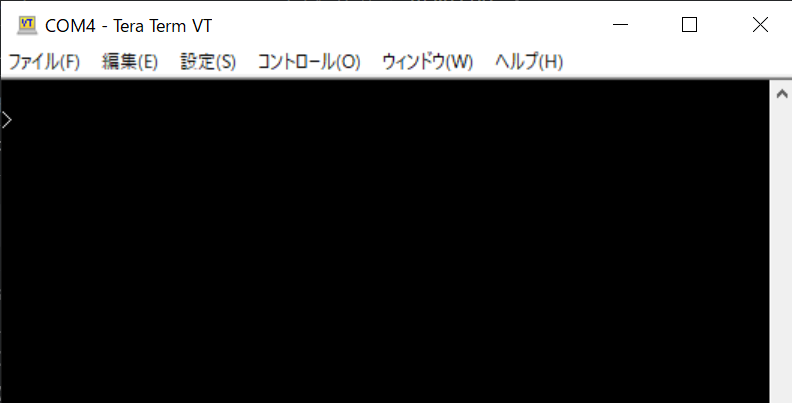 VT COM4 - Tera Term VT
ファイル(F) 編集(E) 設定(S) コントロール(O) ウィンドウ(W) ヘルプ(H)
>